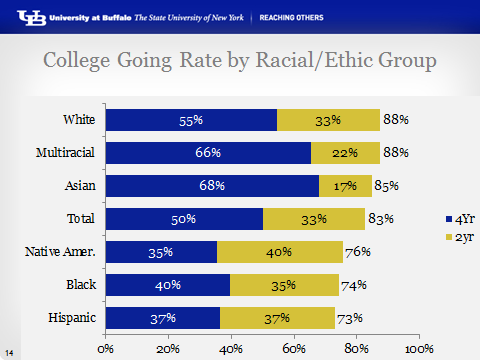 UB University at Buffalo The State University of New York | REACHING OTHERS
College Going Rate by Racial/Ethic Group
White 55% 33% 88%
Multiracial 66% 22% 88%
Asian 68% 17% 85%
Total 50% 33% 83%
4Yr
2yr
Native Amer. 35% 40% 76%
Black 40% 35% 74%
Hispanic 37% 37% 73%
0% 20% 40% 60% 80% 100%
14